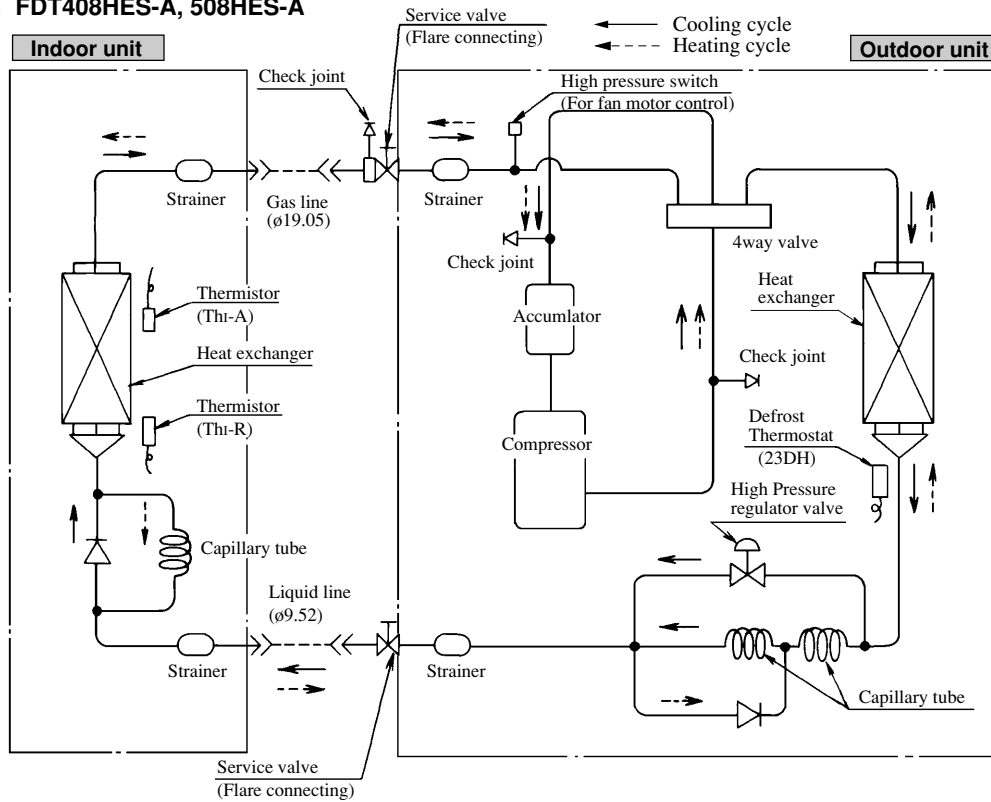 FDT408HES-A, 508HES-A
Indoor unit
Service valve
(Flare connecting)
Cooling cycle
Heating cycle
Outdoor unit
Check joint
High pressure switch
(For fan motor control)
Strainer
Gas line
(ø19.05)
Strainer
4way valve
Check joint
Thermistor
(ThI-A)
Heat exchanger
Accumlator
Heat
exchanger
Check joint
Thermistor
(ThI-R)
Compressor
Defrost
Thermostat
(23DH)
High Pressure
regulator valve
Capillary tube
Liquid line
(ø9.52)
Strainer
Strainer
Capillary tube
Service valve
(Flare connecting)